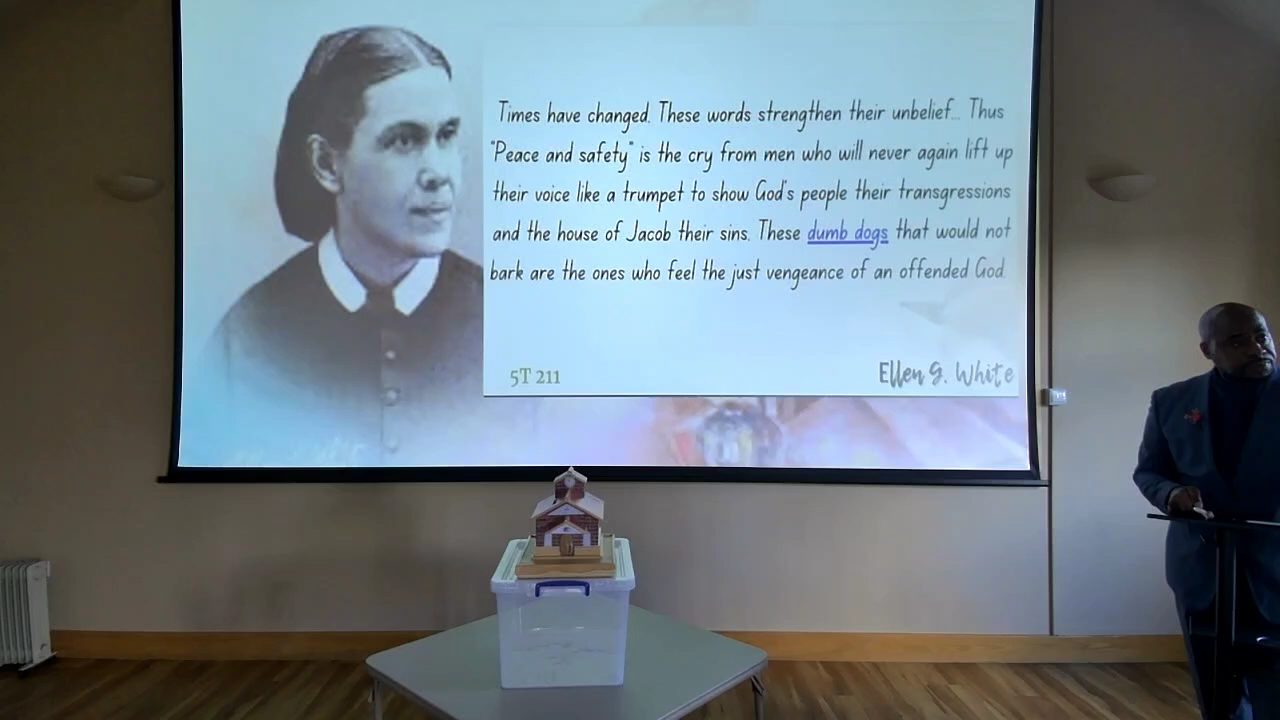 Times have changed. These words strengthen their unbelief... Thus
"Peace and safety" is the cry from men who will never again lift up
their voice like a trumpet to show God's people their transgressions
and the house of Jacob their sins. These dumb dogs that would not
bark are the ones who feel the just vengeance of an offended God
5T 211
Ellen G. White